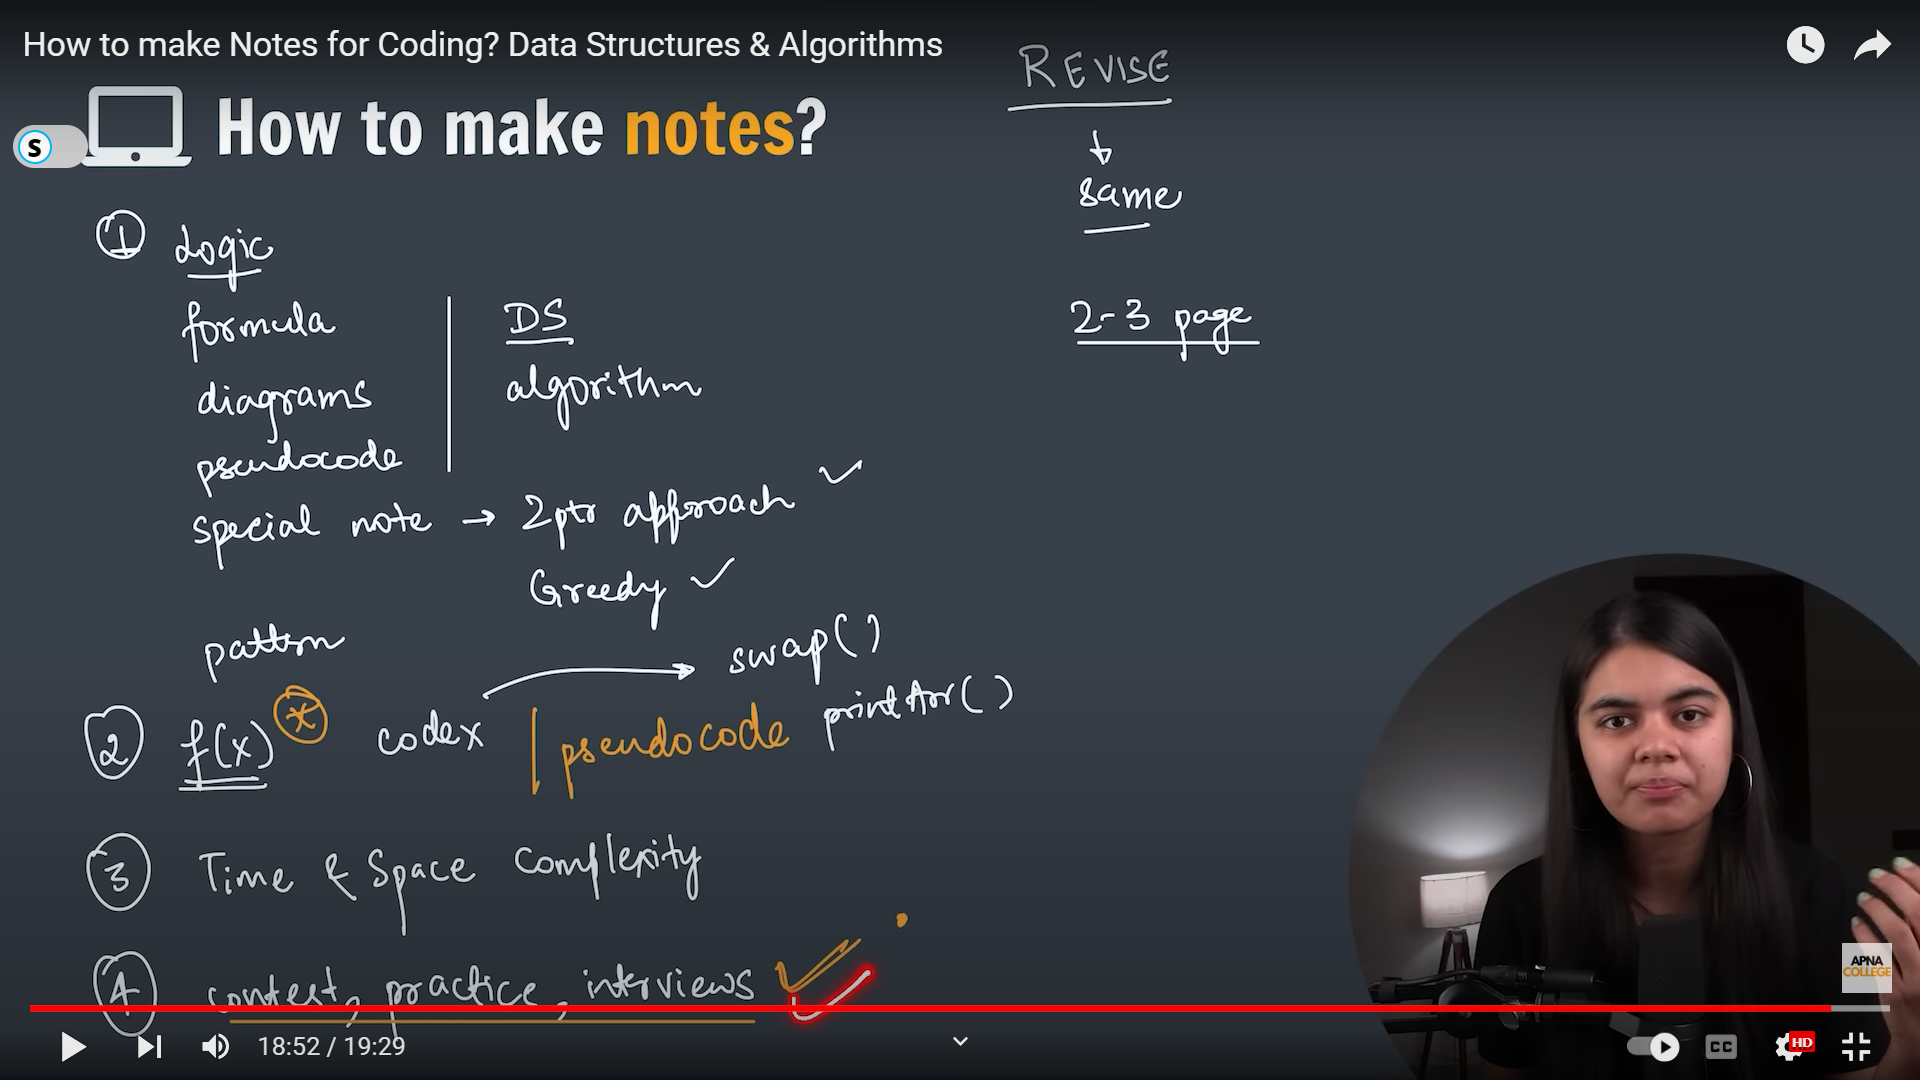 How to make Notes for Coding? Data Structures & Algorithms
REVISE
S
How to make notes?
same
2-3 page
① Logic
formula
DS
diagrams
algorithm
pseudocode
special note → 2ptr approach ✓
Greedy ✓
pattern
swap()
printArr()
② f(x) * codex | pseudocode
③ Time & Space Complexity
④ contest, practice, interviews ✓
APNA
COLLEGE
18:52 / 19:29
CC
HD